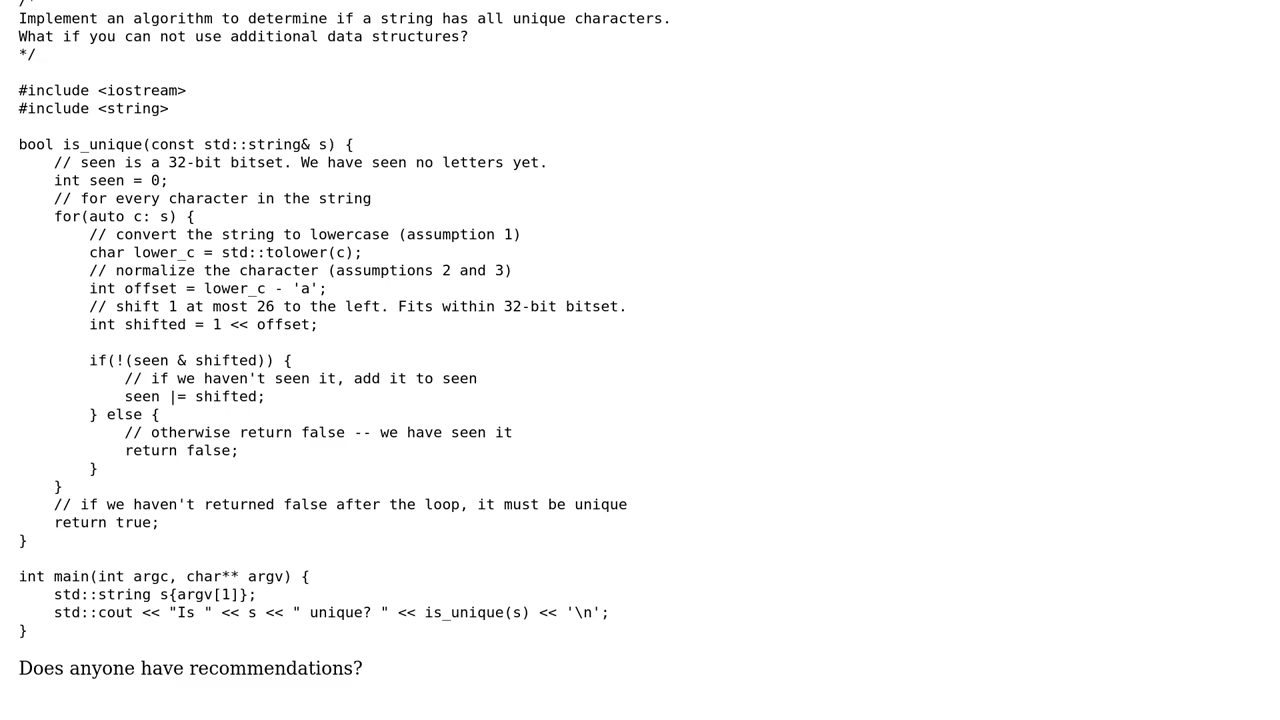 /*
Implement an algorithm to determine if a string has all unique characters.
What if you can not use additional data structures?
*/

#include <iostream>
#include <string>

bool is_unique(const std::string& s) {
    // seen is a 32-bit bitset. We have seen no letters yet.
    int seen = 0;
    // for every character in the string
    for(auto c: s) {
        // convert the string to lowercase (assumption 1)
        char lower_c = std::tolower(c);
        // normalize the character (assumptions 2 and 3)
        int offset = lower_c - 'a';
        // shift 1 at most 26 to the left. Fits within 32-bit bitset.
        int shifted = 1 << offset;

        if(!(seen & shifted)) {
            // if we haven't seen it, add it to seen
            seen |= shifted;
        } else {
            // otherwise return false -- we have seen it
            return false;
        }
    }
    // if we haven't returned false after the loop, it must be unique
    return true;
}

int main(int argc, char** argv) {
    std::string s{argv[1]};
    std::cout << "Is " << s << " unique? " << is_unique(s) << '\n';
}

Does anyone have recommendations?